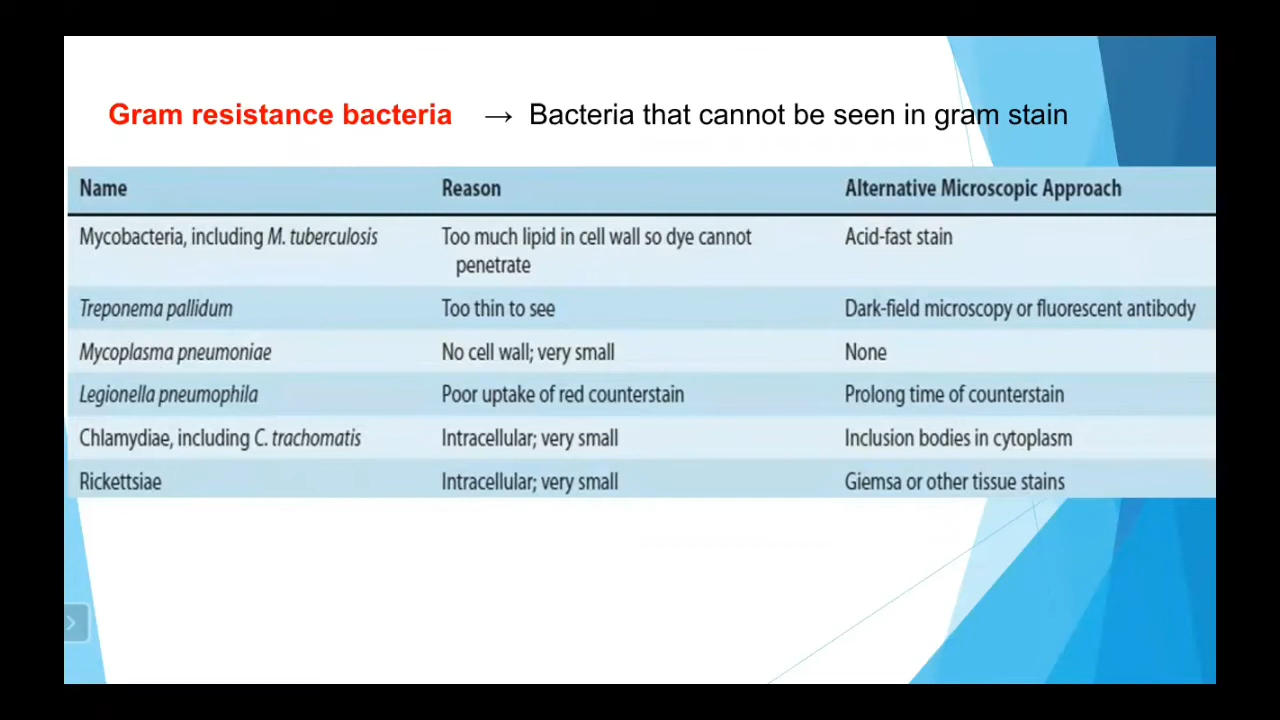 Gram resistance bacteria → Bacteria that cannot be seen in gram stain
Name Reason Alternative Microscopic Approach
Mycobacteria, including M. tuberculosis Too much lipid in cell wall so dye cannot Acid-fast stain
penetrate
Treponema pallidum Too thin to see Dark-field microscopy or fluorescent antibody
Mycoplasma pneumoniae No cell wall; very small None
Legionella pneumophila Poor uptake of red counterstain Prolong time of counterstain
Chlamydiae, including C. trachomatis Intracellular; very small Inclusion bodies in cytoplasm
Rickettsiae Intracellular; very small Giemsa or other tissue stains